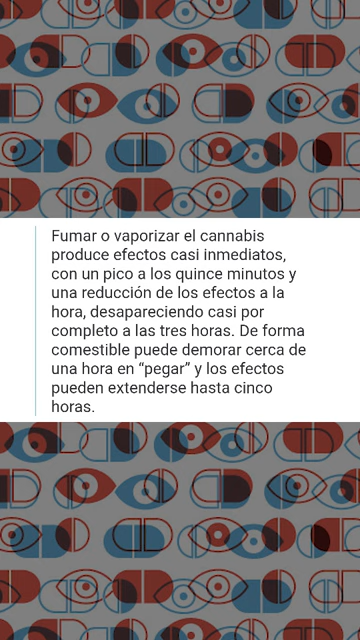 Fumar o vaporizar el cannabis
produce efectos casi inmediatos,
con un pico a los quince minutos y
una reducción de los efectos a la
hora, desapareciendo casi por
completo a las tres horas. De forma
comestible puede demorar cerca de
una hora en “pegar” y los efectos
pueden extenderse hasta cinco
horas.